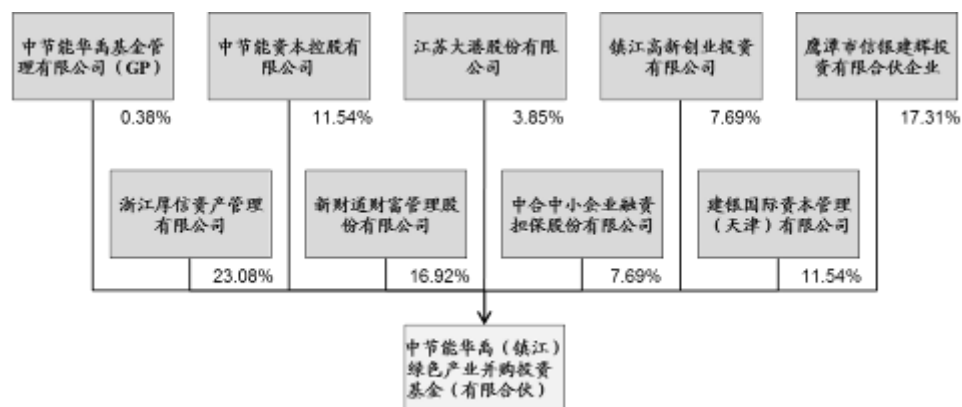 中节能华禹基金管
理有限公司（GP）
中节能资本控股有
限公司
江苏大港股份有限
公司
镇江高新创业投资
有限公司
鹰潭市信银建辉投
资有限合伙企业
0.38%
11.54%
3.85%
7.69%
17.31%
浙江厚信资产管理
有限公司
新财道财富管理股
份有限公司
中合中小企业融资
担保股份有限公司
建银国际资本管理
（天津）有限公司
23.08%
16.92%
7.69%
11.54%
中节能华禹（镇江）
绿色产业并购投资
基金（有限合伙）